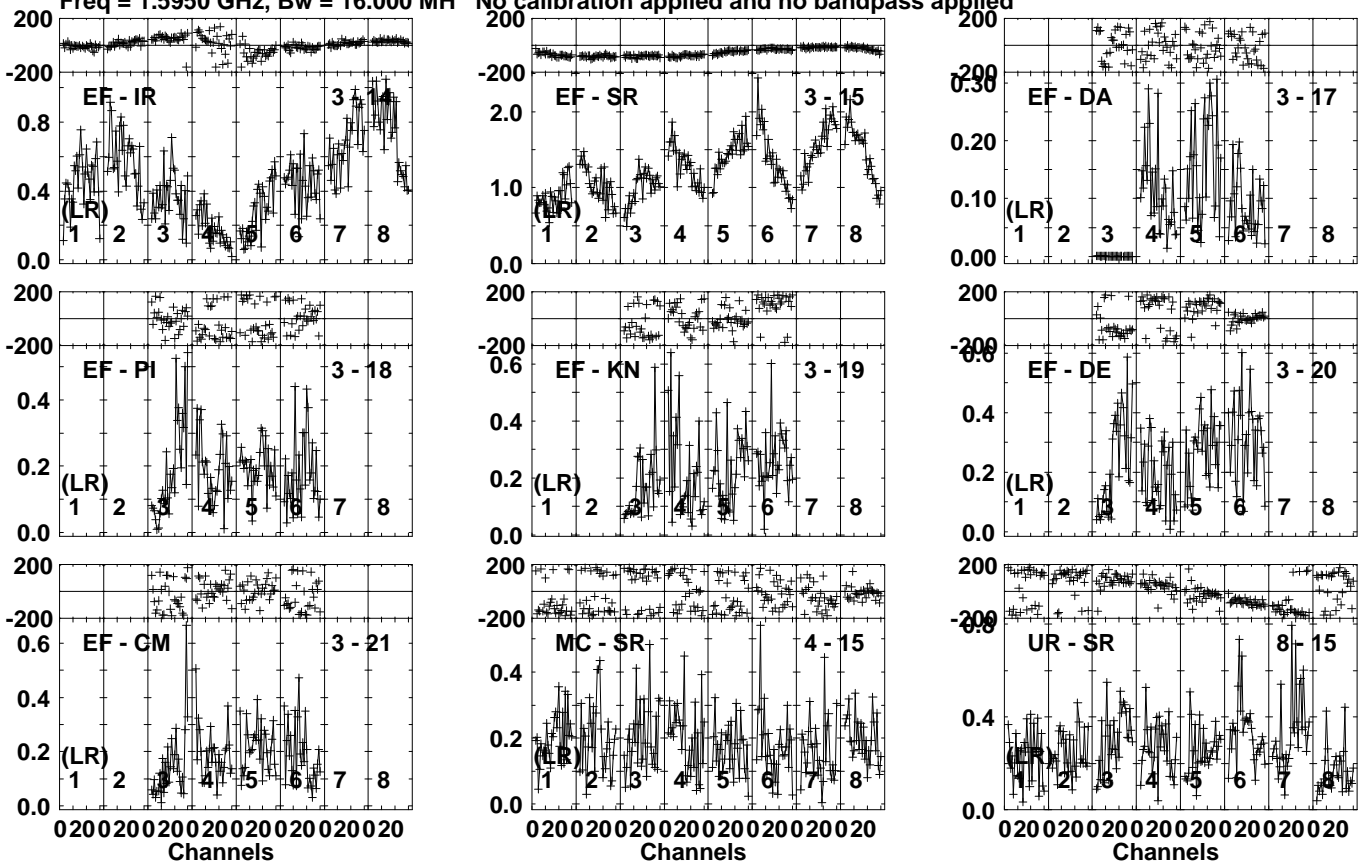 Freq = 1.5950 GHz, Bw = 16.000 MH No calibration applied and no bandpass applied
200
-200
EF - IR 3 - 14
0.8
0.4
0.0
(LR)
1 2 3 4 5 6 7 8
200
-200
EF - SR 3 - 15
2.0
1.0
0.0
(LR)
1 2 3 4 5 6 7 8
200
-200
0.30
EF - DA 3 - 17
0.20
0.10
0.00
(LR)
1 2 3 4 5 6 7 8
200
-200
EF - PI 3 - 18
0.4
0.2
0.0
(LR)
1 2 3 4 5 6 7 8
200
-200
EF - KN 3 - 19
0.6
0.4
0.2
0.0
(LR)
1 2 3 4 5 6 7 8
200
-200
0.6
EF - DE 3 - 20
0.4
0.2
0.0
(LR)
1 2 3 4 5 6 7 8
200
-200
EF - CM 3 - 21
0.6
0.4
0.2
0.0
(LR)
1 2 3 4 5 6 7 8
0 20 0 20 0 20 0 20 0 20 0 20 0 20 0 20
Channels
200
-200
MC - SR 4 - 15
0.4
0.2
0.0
(LR)
1 2 3 4 5 6 7 8
0 20 0 20 0 20 0 20 0 20 0 20 0 20 0 20
Channels
200
-200
0.8
UR - SR 8 - 15
0.4
0.0
(LR)
1 2 3 4 5 6 7 8
0 20 0 20 0 20 0 20 0 20 0 20 0 20 0 20
Channels